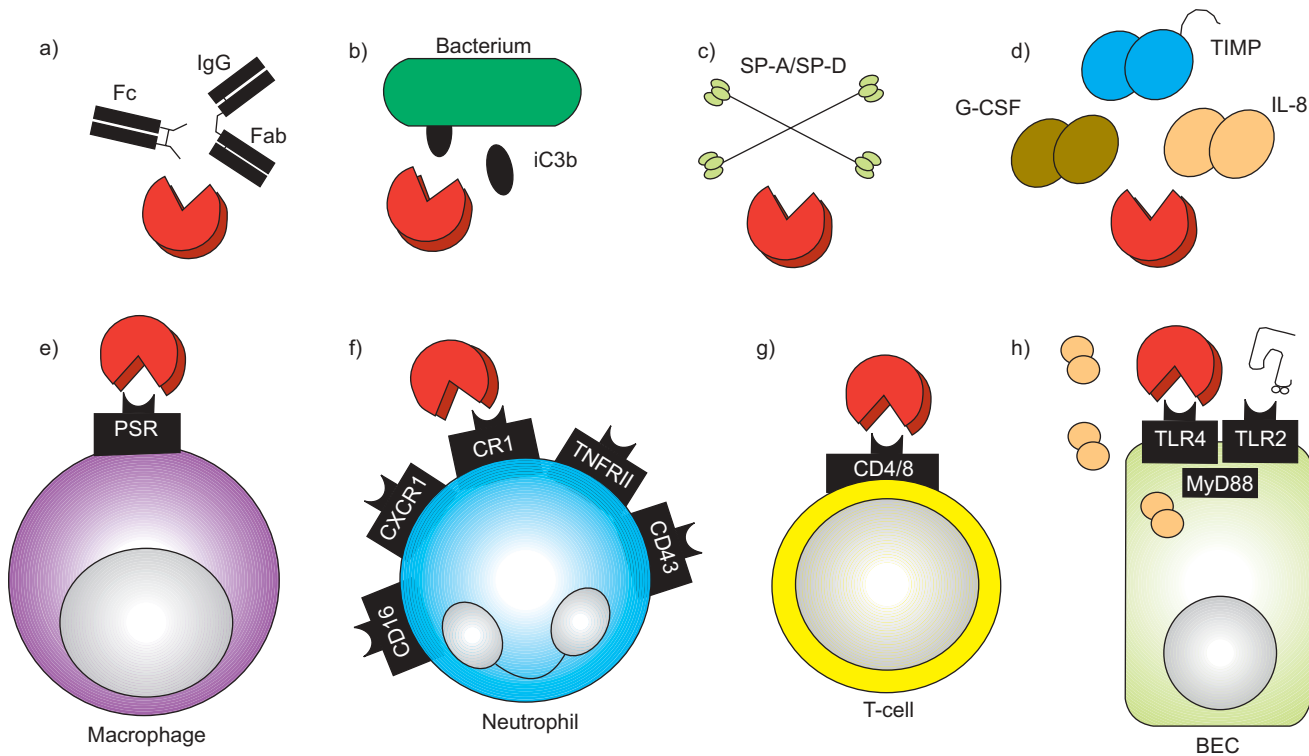 a)
IgG
Fc
Fab
b)
Bacterium
iC3b
c)
SP-A/SP-D
d)
TIMP
G-CSF
IL-8
e)
PSR
Macrophage
f)
CR1
TNFRII
CXCR1
CD43
CD16
Neutrophil
g)
CD4/8
T-cell
h)
TLR4
TLR2
MyD88
BEC